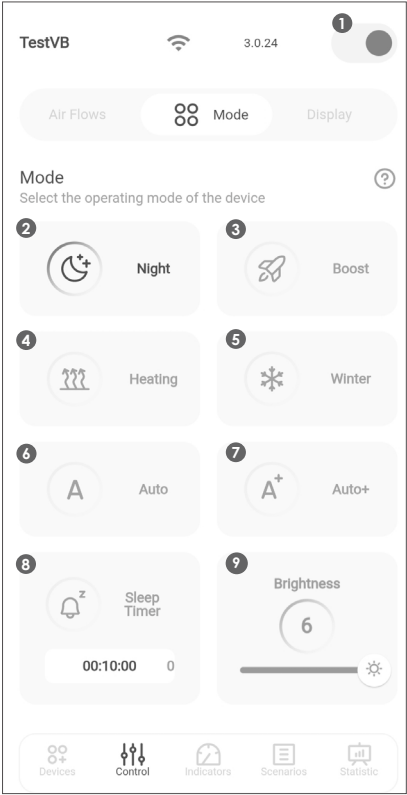 1
TestVB 3.0.24
Air Flows Mode Display
Mode ?
Select the operating mode of the device
2 3
Night Boost
4 5
Heating Winter
6 7
A Auto A+ Auto+
8 9
z Sleep
Timer
Brightness
6
00:10:00 0
Devices Control Indicators Scenarios Statistic